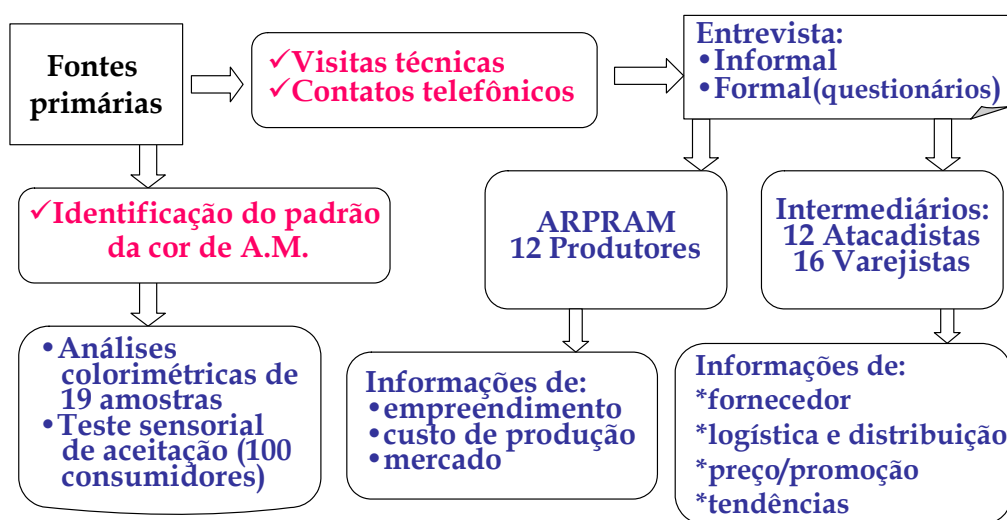 Fontes
primárias
✓Visitas técnicas
✓Contatos telefônicos
Entrevista:
•Informal
•Formal(questionários)
✓Identificação do padrão
da cor de A.M.
ARPRAM
12 Produtores
Intermediários:
12 Atacadistas
16 Varejistas
•Análises
colorimétricas de
19 amostras
•Teste sensorial
de aceitação (100
consumidores)
Informações de:
•empreendimento
•custo de produção
•mercado
Informações de:
*fornecedor
*logística e distribuição
*preço/promoção
*tendências